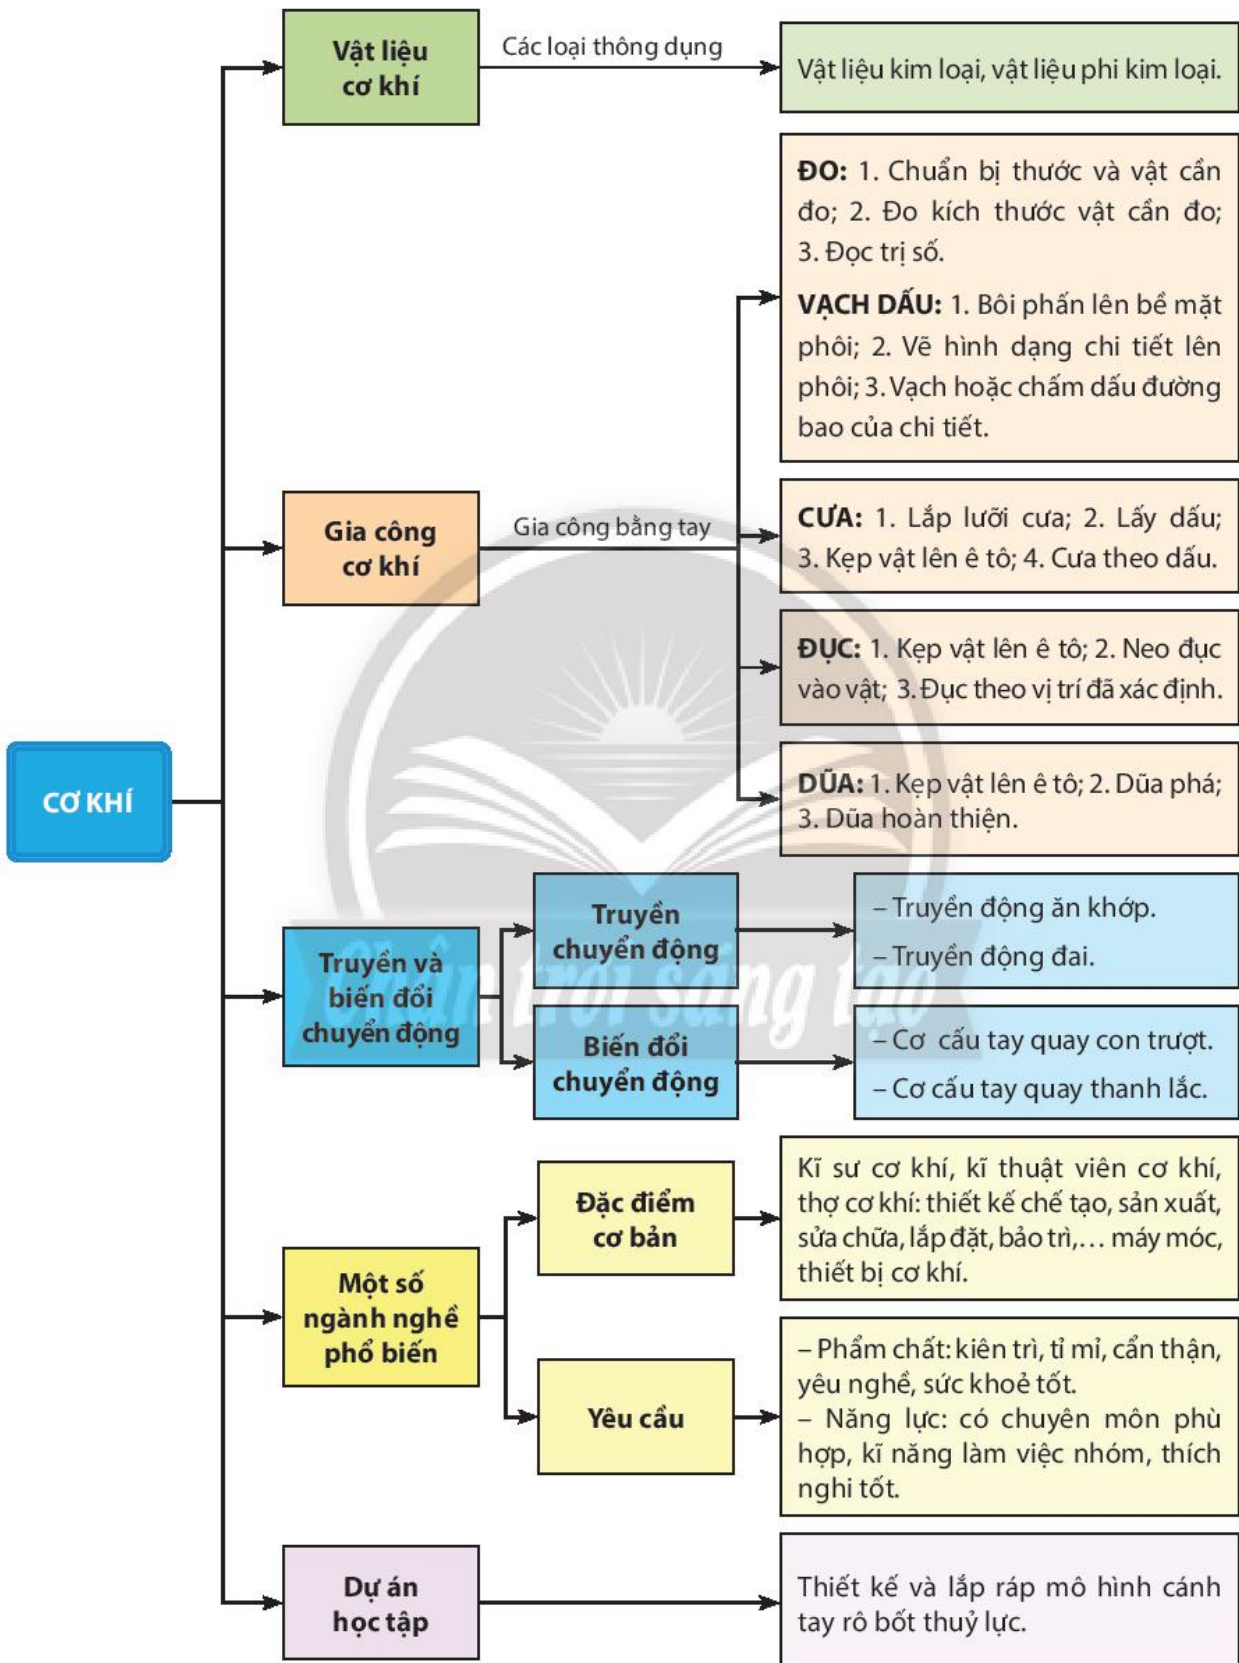 Vật liệu
cơ khí
Các loại thông dụng
Vật liệu kim loại, vật liệu phi kim loại.
ĐO: 1. Chuẩn bị thước và vật cần
đo; 2. Đo kích thước vật cần đo;
3. Đọc trị số.
VẠCH DẤU: 1. Bôi phấn lên bề mặt
phôi; 2. Vẽ hình dạng chi tiết lên
phôi; 3. Vạch hoặc chấm dấu đường
bao của chi tiết.
Gia công
cơ khí
Gia công bằng tay
CƯA: 1. Lắp lưỡi cưa; 2. Lấy dấu;
3. Kẹp vật lên ê tô; 4. Cưa theo dấu.
ĐỤC: 1. Kẹp vật lên ê tô; 2. Neo đục
vào vật; 3. Đục theo vị trí đã xác định.
DŨA: 1. Kẹp vật lên ê tô; 2. Dũa phá;
3. Dũa hoàn thiện.
CƠ KHÍ
Truyền và
biến đổi
chuyển động
Truyền
chuyển động
– Truyền động ăn khớp.
– Truyền động đai.
Chân trời sáng tạo
Biến đổi
chuyển động
– Cơ cấu tay quay con trượt.
– Cơ cấu tay quay thanh lắc.
Một số
ngành nghề
phổ biến
Đặc điểm
cơ bản
Kĩ sư cơ khí, kĩ thuật viên cơ khí,
thợ cơ khí: thiết kế chế tạo, sản xuất,
sửa chữa, lắp đặt, bảo trì,... máy móc,
thiết bị cơ khí.
Yêu cầu
– Phẩm chất: kiên trì, tỉ mỉ, cẩn thận,
yêu nghề, sức khoẻ tốt.
– Năng lực: có chuyên môn phù
hợp, kĩ năng làm việc nhóm, thích
nghi tốt.
Dự án
học tập
Thiết kế và lắp ráp mô hình cánh
tay rô bốt thuỷ lực.